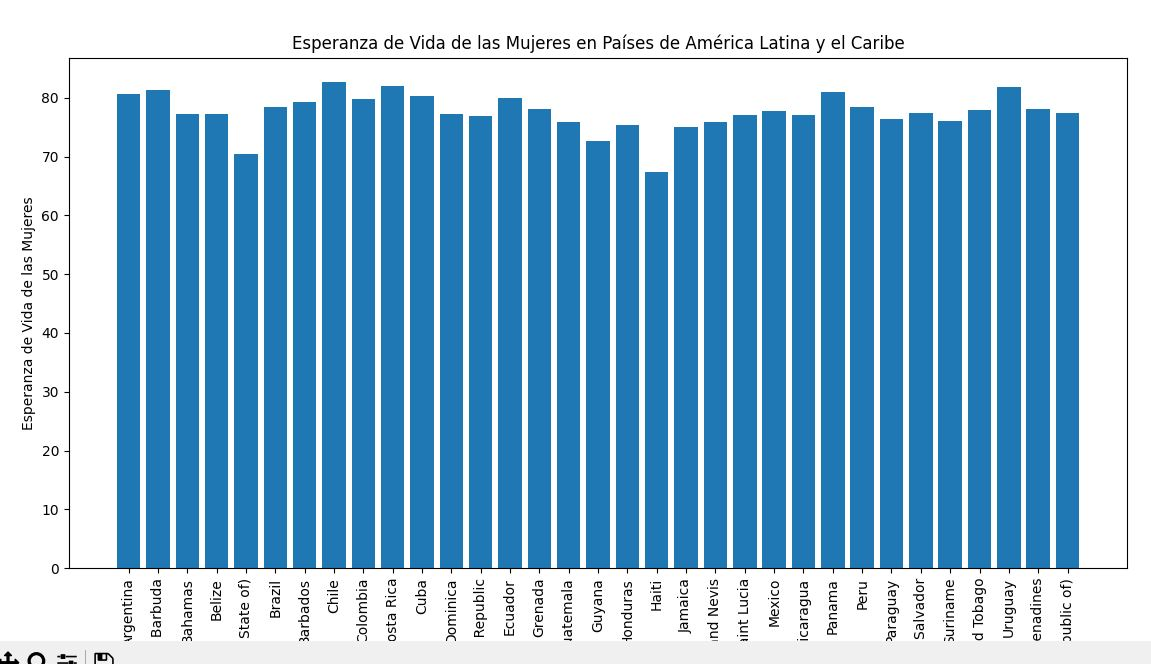 Esperanza de Vida de las Mujeres en Países de América Latina y el Caribe
Esperanza de Vida de las Mujeres
80
70
60
50
40
30
20
10
0
rgentina
Barbuda
Bahamas
Belize
State of)
Brazil
Barbados
Chile
Colombia
osta Rica
Cuba
Dominica
Republic
Ecuador
Grenada
uatemala
Guyana
Honduras
Haiti
Jamaica
nd Nevis
aint Lucia
Mexico
icaragua
Panama
Peru
Paraguay
Salvador
Suriname
d Tobago
Uruguay
enadines
public of)